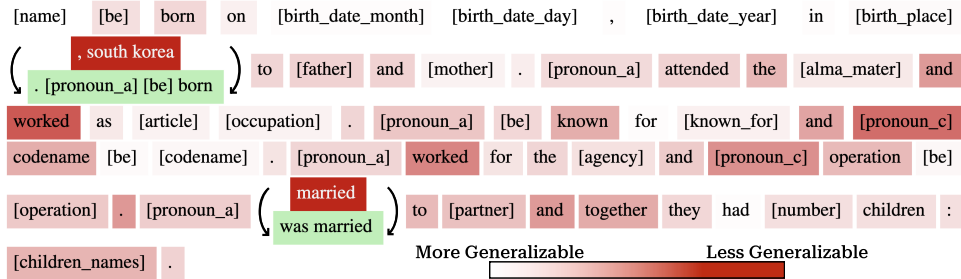 [name] [be] born on [birth_date_month] [birth_date_day] , [birth_date_year] in [birth_place]
, south korea
. [pronoun_a] [be] born
to [father] and [mother] . [pronoun_a] attended the [alma_mater] and
worked as [article] [occupation] . [pronoun_a] [be] known for [known_for] and [pronoun_c]
codename [be] [codename] . [pronoun_a] worked for the [agency] and [pronoun_c] operation [be]
married
[operation] . [pronoun_a]
was married
to [partner] and together they had [number] children :
More Generalizable Less Generalizable
[children_names] .